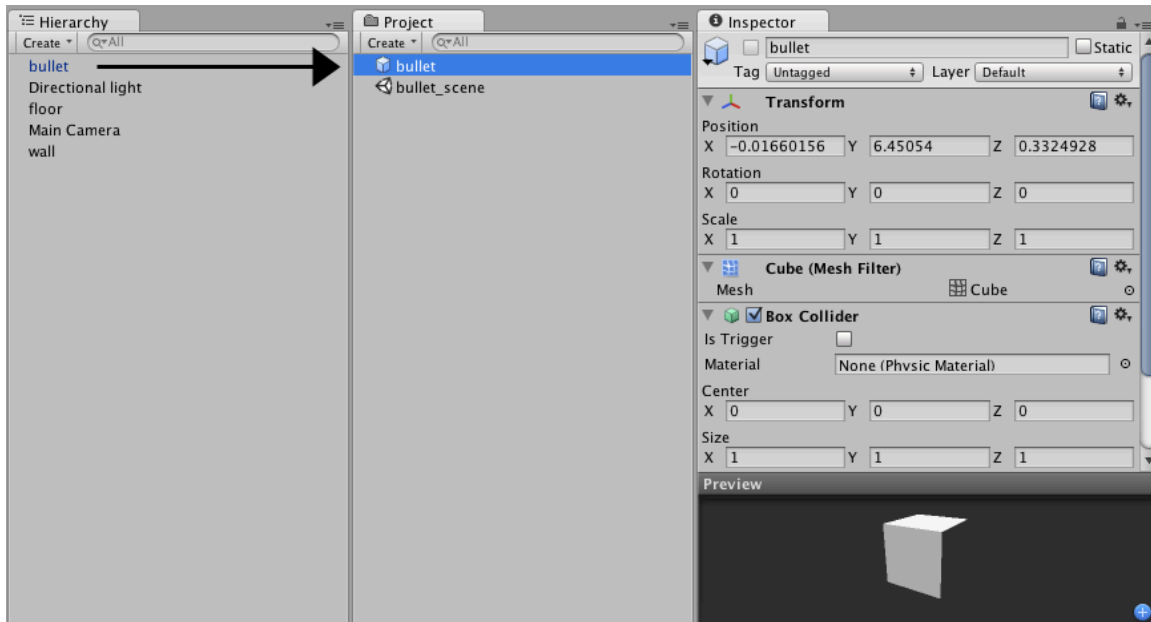 Hierarchy
Create All
bullet
Directional light
floor
Main Camera
wall
Project
Create All
bullet
bullet_scene
Inspector
bullet Static
Tag Untagged Layer Default
Transform
Position
X -0.01660156 Y 6.45054 Z 0.3324928
Rotation
X 0 Y 0 Z 0
Scale
X 1 Y 1 Z 1
Cube (Mesh Filter)
Mesh Cube
Box Collider
Is Trigger
Material None (Physic Material)
Center
X 0 Y 0 Z 0
Size
X 1 Y 1 Z 1
Preview